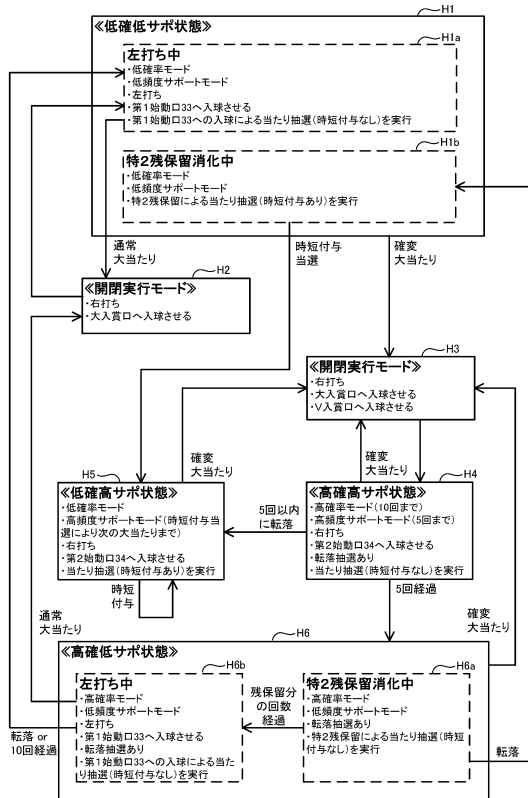 H1
≪低確低サポ状態≫
H1a
左打ち中
・低確率モード
・低頻度サポートモード
・左打ち
・第1始動口33へ入球させる
・第1始動口33への入球による当たり抽選(時短付与なし)を実行
H1b
特2残保留消化中
・低確率モード
・低頻度サポートモード
・特2残保留による当たり抽選(時短付与あり)を実行
通常
大当たり
時短付与
当選
確変
大当たり
H2
≪開閉実行モード≫
・右打ち
・大入賞口へ入球させる
H3
≪開閉実行モード≫
・右打ち
・大入賞口へ入球させる
・V入賞口へ入球させる
確変
大当たり
確変
大当たり
H5
≪低確高サポ状態≫
・低確率モード
・高頻度サポートモード(時短付与当
選により次の大当たりまで)
・右打ち
・第2始動口34へ入球させる
・当たり抽選(時短付与あり)を実行
時短
付与
5回以内
に転落
H4
≪高確高サポ状態≫
・高確率モード(10回まで)
・高頻度サポートモード(5回まで)
・右打ち
・第2始動口34へ入球させる
・転落抽選あり
・当たり抽選(時短付与なし)を実行
5回経過
通常
大当たり
確変
大当たり
H6
≪高確低サポ状態≫
H6b
左打ち中
・高確率モード
・低頻度サポートモード
・左打ち
・第1始動口33へ入球させる
・転落抽選あり
・第1始動口33への入球による当た
り抽選(時短付与なし)を実行
残保留分
の回数
経過
H6a
特2残保留消化中
・高確率モード
・低頻度サポートモード
・転落抽選あり
・特2残保留による当たり抽選(時短
付与なし)を実行
転落 or
10回経過
転落